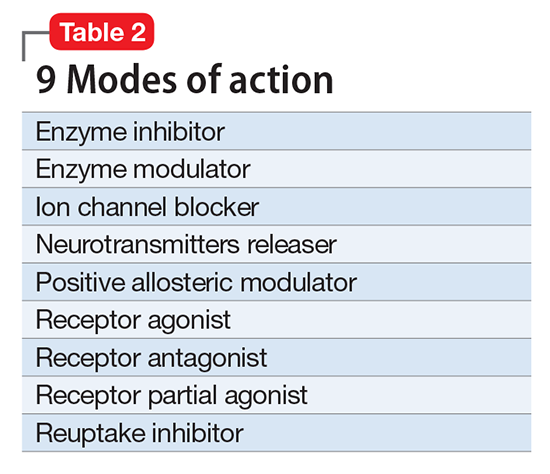 Table 2
9 Modes of action
Enzyme inhibitor
Enzyme modulator
Ion channel blocker
Neurotransmitters releaser
Positive allosteric modulator
Receptor agonist
Receptor antagonist
Receptor partial agonist
Reuptake inhibitor